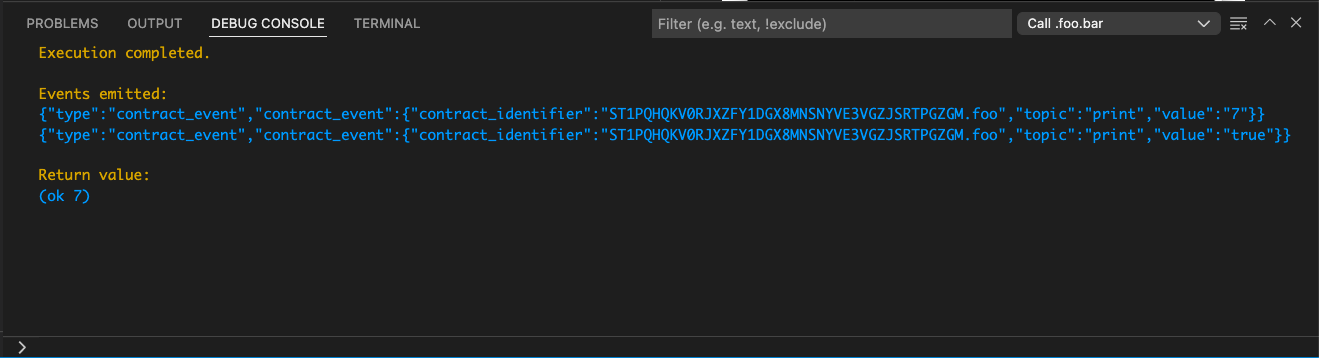 PROBLEMS OUTPUT DEBUG CONSOLE TERMINAL Filter (e.g. text, !exclude) Call .foo.bar
Execution completed.
Events emitted:
{"type":"contract_event","contract_event":{"contract_identifier":"ST1PQHQKV0RJXZFY1DGX8MNSNYVE3VGZJSRTPGZGM.foo","topic":"print","value":"7"}}
{"type":"contract_event","contract_event":{"contract_identifier":"ST1PQHQKV0RJXZFY1DGX8MNSNYVE3VGZJSRTPGZGM.foo","topic":"print","value":"true"}}
Return value:
(ok 7)